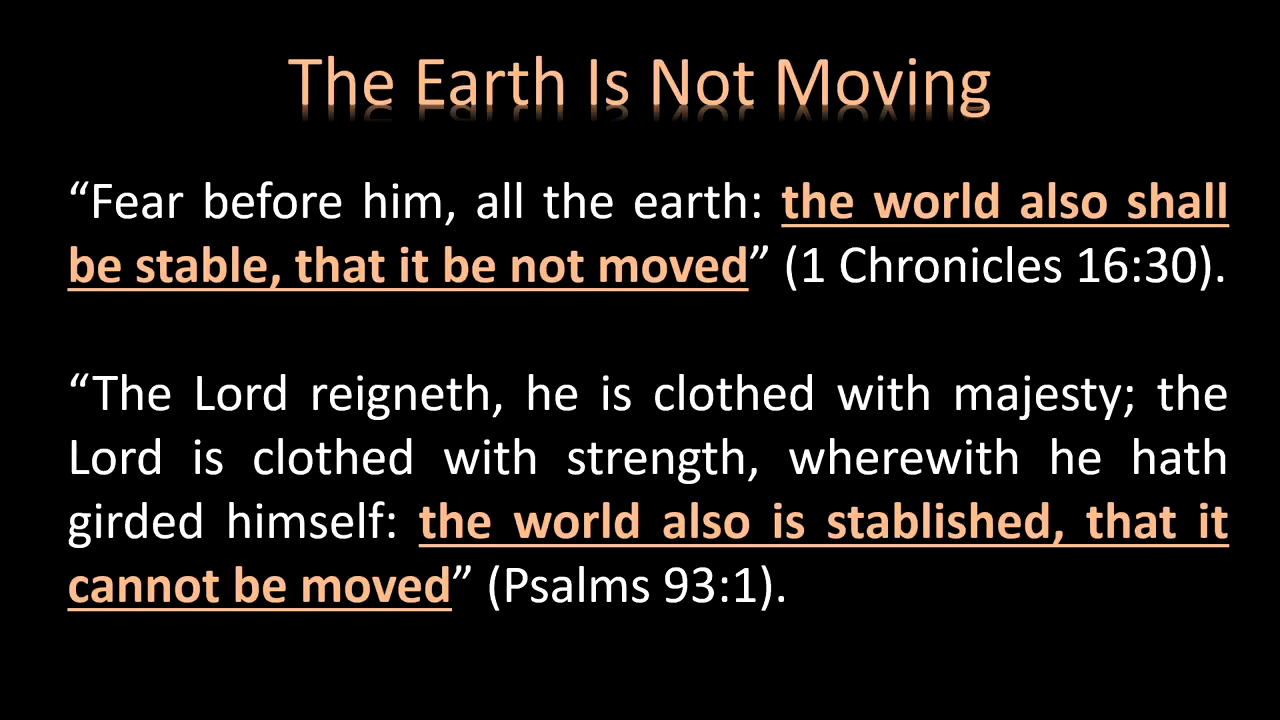 The Earth Is Not Moving
“Fear before him, all the earth: the world also shall
be stable, that it be not moved” (1 Chronicles 16:30).
“The Lord reigneth, he is clothed with majesty; the
Lord is clothed with strength, wherewith he hath
girded himself: the world also is stablished, that it
cannot be moved” (Psalms 93:1).